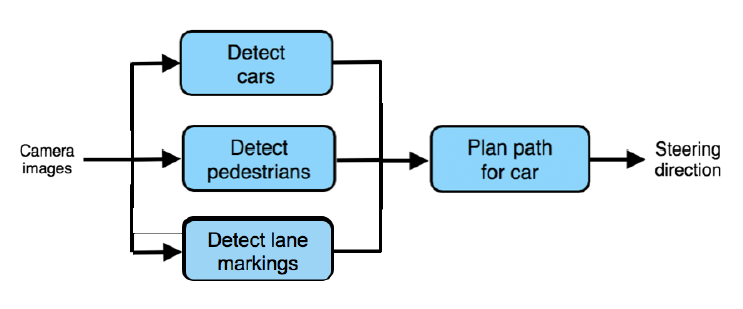 Detect
cars
Camera
images
Detect
pedestrians
Plan path
for car
Steering
direction
Detect lane
markings